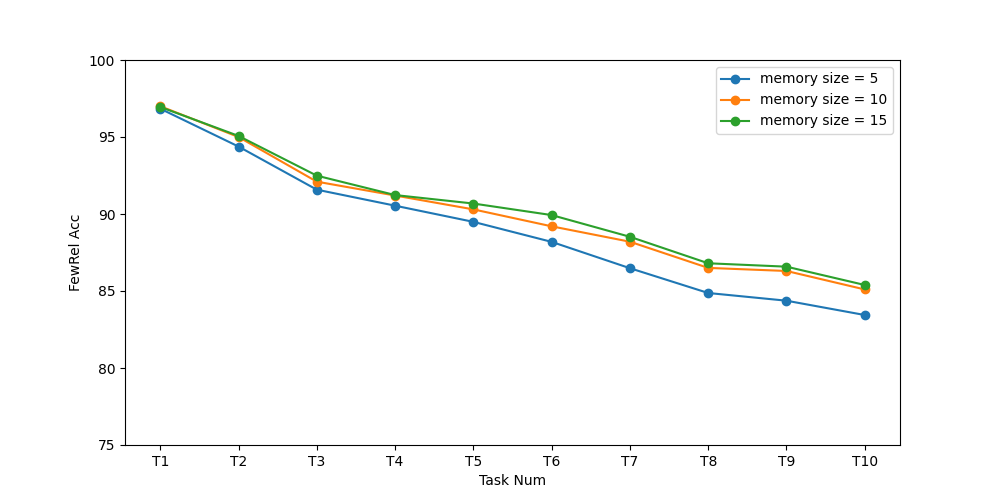 100
95
90
85
80
75
FewRel Acc
memory size = 5
memory size = 10
memory size = 15
T1 T2 T3 T4 T5 T6 T7 T8 T9 T10
Task Num